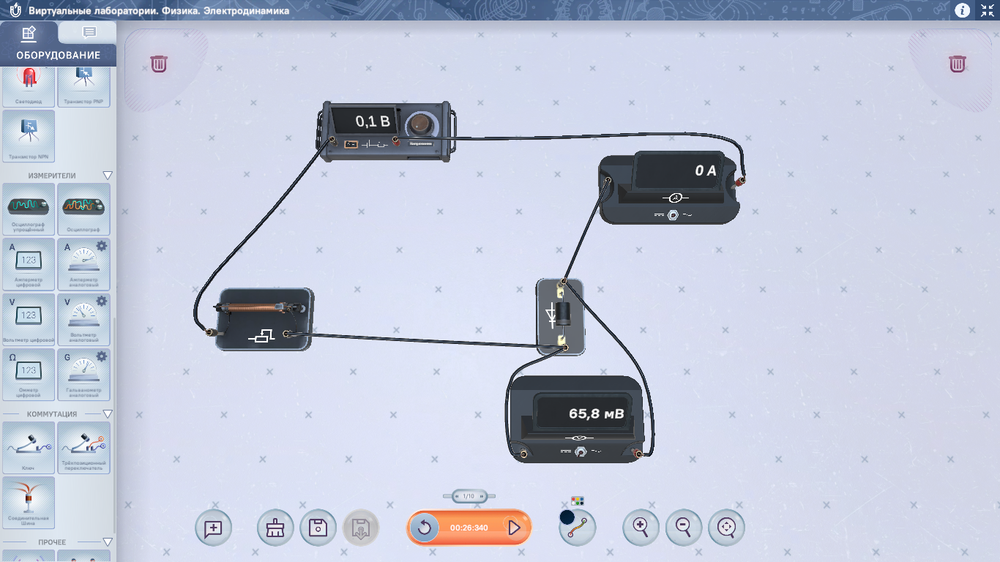 Виртуальные лаборатории. Физика. Электродинамика
ОБОРУДОВАНИЕ
Светодиод
Транзистор PNP
Транзистор NPN
ИЗМЕРИТЕЛИ
Осциллограф упрощённый
Осциллограф
A
123
Амперметр цифровой
A
Амперметр аналоговый
V
123
Вольтметр цифровой
V
Вольтметр аналоговый
Ω
123
Омметр цифровой
G
Гальванометр аналоговый
КОММУТАЦИЯ
Ключ
Трёхпозиционный переключатель
Соединительная Шина
ПРОЧЕЕ
0,1 В
Напряжение
0 А
A
65,8 мВ
1/10
00:26:340